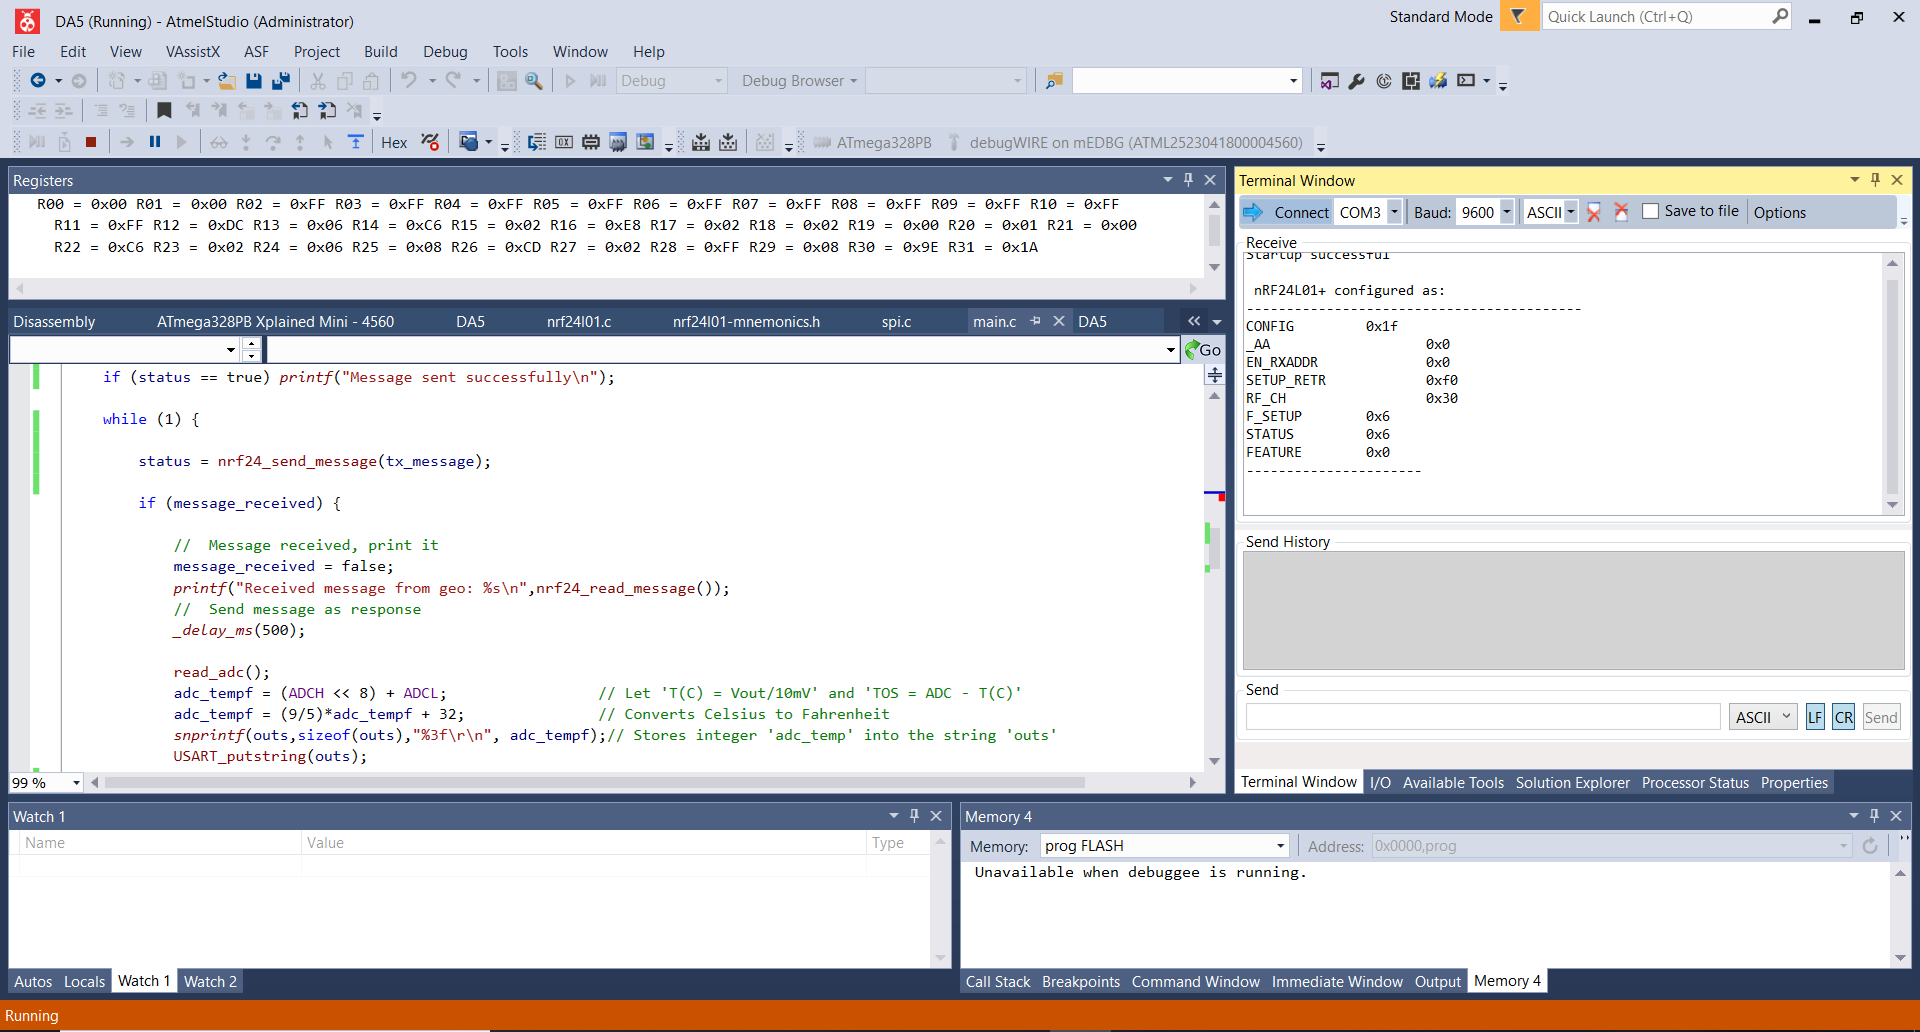 DA5 (Running) - AtmelStudio (Administrator)
Standard Mode
Quick Launch (Ctrl+Q)
File Edit View VAssistX ASF Project Build Debug Tools Window Help
Debug
Debug Browser
Hex
ATmega328PB
debugWIRE on mEDBG (ATML2523041800004560)
Registers
R00 = 0x00 R01 = 0x00 R02 = 0xFF R03 = 0xFF R04 = 0xFF R05 = 0xFF R06 = 0xFF R07 = 0xFF R08 = 0xFF R09 = 0xFF R10 = 0xFF
R11 = 0xFF R12 = 0xDC R13 = 0x06 R14 = 0xC6 R15 = 0x02 R16 = 0xE8 R17 = 0x02 R18 = 0x02 R19 = 0x00 R20 = 0x01 R21 = 0x00
R22 = 0xC6 R23 = 0x02 R24 = 0x06 R25 = 0x08 R26 = 0xCD R27 = 0x02 R28 = 0xFF R29 = 0x08 R30 = 0x9E R31 = 0x1A
Disassembly ATmega328PB Xplained Mini - 4560 DA5 nrf24l01.c nrf24l01-mnemonics.h spi.c main.c DA5
Go
if (status == true) printf("Message sent successfully\n");
while (1) {
status = nrf24_send_message(tx_message);
if (message_received) {
// Message received, print it
message_received = false;
printf("Received message from geo: %s\n",nrf24_read_message());
// Send message as response
_delay_ms(500);
read_adc();
adc_tempf = (ADCH << 8) + ADCL; // Let 'T(C) = Vout/10mV' and 'TOS = ADC - T(C)'
adc_tempf = (9/5)*adc_tempf + 32; // Converts Celsius to Fahrenheit
snprintf(outs,sizeof(outs),"%3f\r\n", adc_tempf);// Stores integer 'adc_temp' into the string 'outs'
USART_putstring(outs);
99 %
Terminal Window
Connect COM3 Baud: 9600 ASCII Save to file Options
Receive
Startup successful
nRF24L01+ configured as:
------------------------------------------
CONFIG 0x1f
_AA 0x0
EN_RXADDR 0x0
SETUP_RETR 0xf0
RF_CH 0x30
F_SETUP 0x6
STATUS 0x6
FEATURE 0x0
----------------------
Send History
Send
ASCII LF CR Send
Terminal Window I/O Available Tools Solution Explorer Processor Status Properties
Watch 1
Name Value Type
Autos Locals Watch 1 Watch 2
Memory 4
Memory: prog FLASH Address: 0x0000,prog
Unavailable when debuggee is running.
Call Stack Breakpoints Command Window Immediate Window Output Memory 4
Running